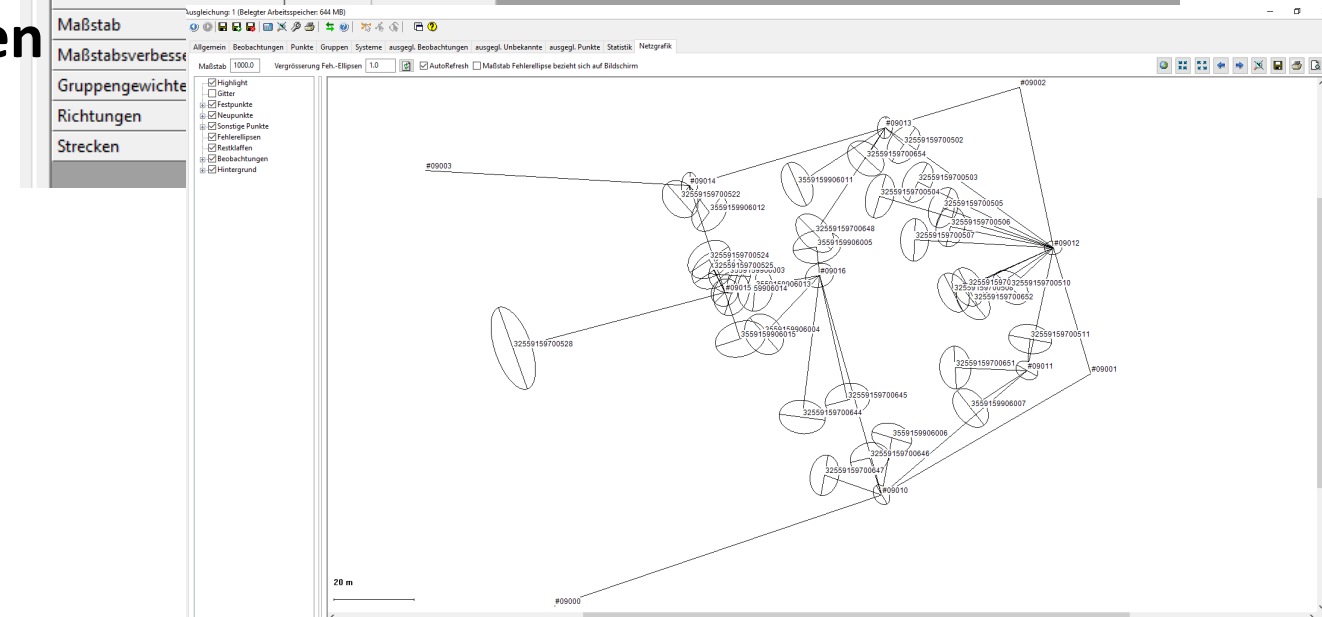 en
Maßstab
Maßstabsverbesse
Gruppengewichte
Richtungen
Strecken
Ausgleichung: 1 (Belegter Arbeitsspeicher: 644 MB)
Allgemein Beobachtungen Punkte Gruppen Systeme ausgegl. Beobachtungen ausgegl. Unbekannte ausgegl. Punkte Statistik Netzgrafik
Maßstab 1000.0 Vergrösserung Feh.-Ellipsen 1.0 AutoRefresh Maßstab Fehlerellipse bezieht sich auf Bildschirm
Highlight
Gitter
Festpunkte
Neupunkte
Sonstige Punkte
Fehlerellipsen
Restklaffen
Beobachtungen
Hintergrund
#09002
#09013
32559159700502
32559159700654
#09003
#09014
3559159906011
32559159700503
32559159700522
32559159700504
3559159906012
32559159700505
32559159700506
32559159700648
32559159700507
3559159906005
#09012
32559159700524
32559159700525
3559159906003
#09016
3559159906013
32559159700510
#09015
59906014
32559159700652
3559159906004
3559159906015
32559159700511
32559159700528
32559159700651
#09011
#09001
32559159700645
3559159906007
32559159700644
3559159906006
32559159700646
32559159700647
#09010
20 m
#09000